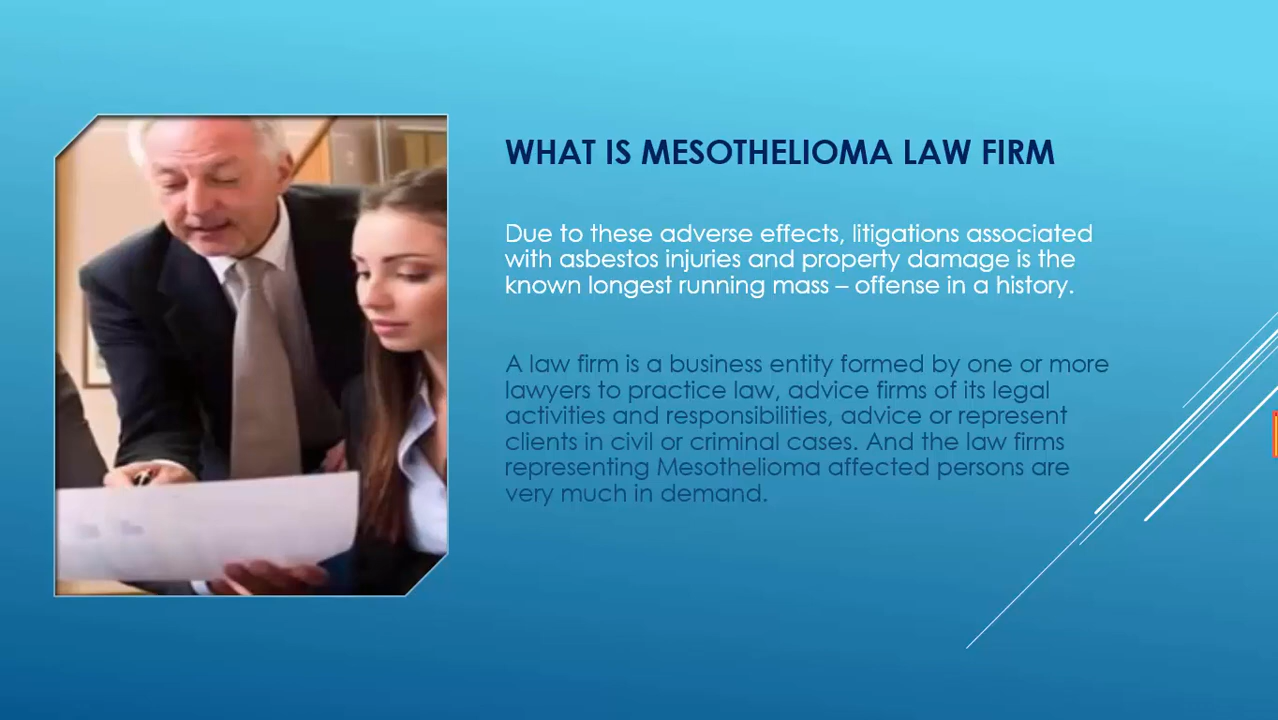 WHAT IS MESOTHELIOMA LAW FIRM
Due to these adverse effects, litigations associated
with asbestos injuries and property damage is the
known longest running mass – offense in a history.
A law firm is a business entity formed by one or more
lawyers to practice law, advice firms of its legal
activities and responsibilities, advice or represent
clients in civil or criminal cases. And the law firms
representing Mesothelioma affected persons are
very much in demand.